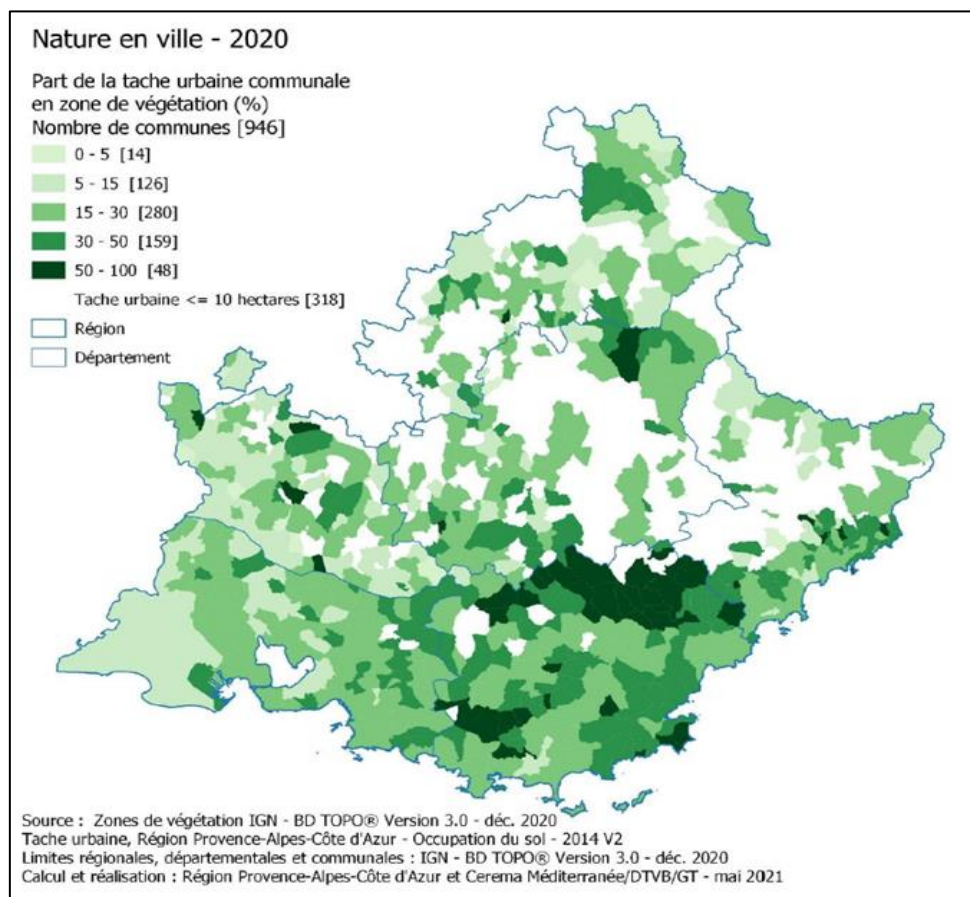 Nature en ville - 2020
Part de la tache urbaine communale
en zone de végétation (%)
Nombre de communes [946]
0 - 5 [14]
5 - 15 [126]
15 - 30 [280]
30 - 50 [159]
50 - 100 [48]
Tache urbaine <= 10 hectares [318]
Région
Département
Source : Zones de végétation IGN - BD TOPO® Version 3.0 - déc. 2020
Tache urbaine, Région Provence-Alpes-Côte d'Azur - Occupation du sol - 2014 V2
Limites régionales, départementales et communales : IGN - BD TOPO® Version 3.0 - déc. 2020
Calcul et réalisation : Région Provence-Alpes-Côte d'Azur et Cerema Méditerranée/DTVB/GT - mai 2021